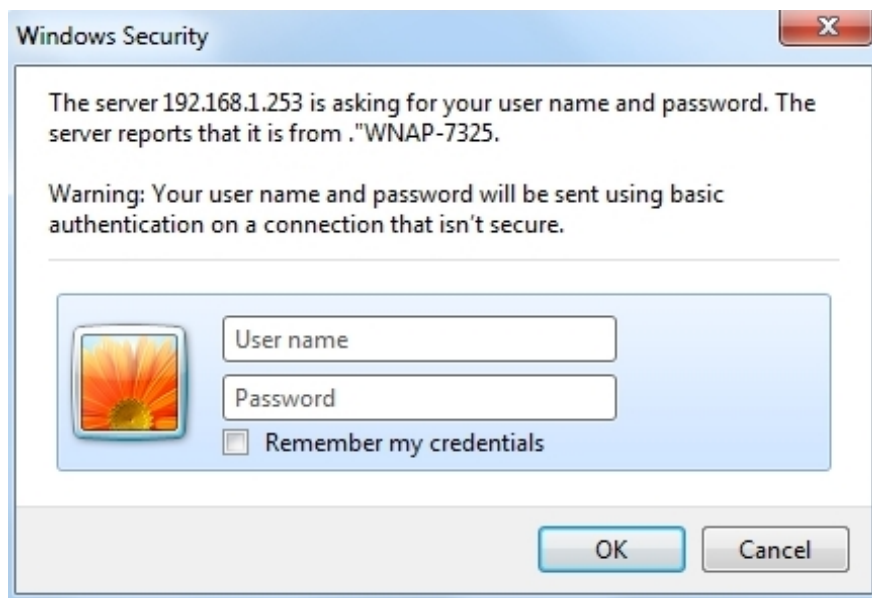 Windows Security
The server 192.168.1.253 is asking for your user name and password. The
server reports that it is from ."WNAP-7325.
Warning: Your user name and password will be sent using basic
authentication on a connection that isn't secure.
User name
Password
Remember my credentials
OK Cancel